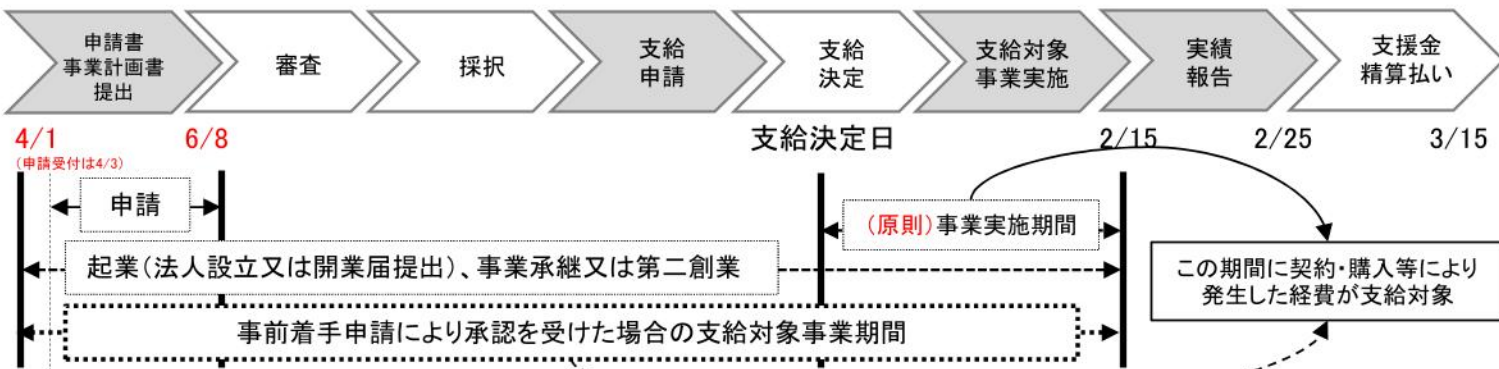 申請書
事業計画書
提出
審査
採択
支給
申請
支給
決定
支給対象
事業実施
実績
報告
支援金
精算払い
4/1
6/8
支給決定日
2/15
2/25
3/15
(申請受付は4/3)
申請
(原則)事業実施期間
起業(法人設立又は開業届提出)、事業承継又は第二創業
この期間に契約・購入等により
発生した経費が支給対象
事前着手申請により承認を受けた場合の支給対象事業期間